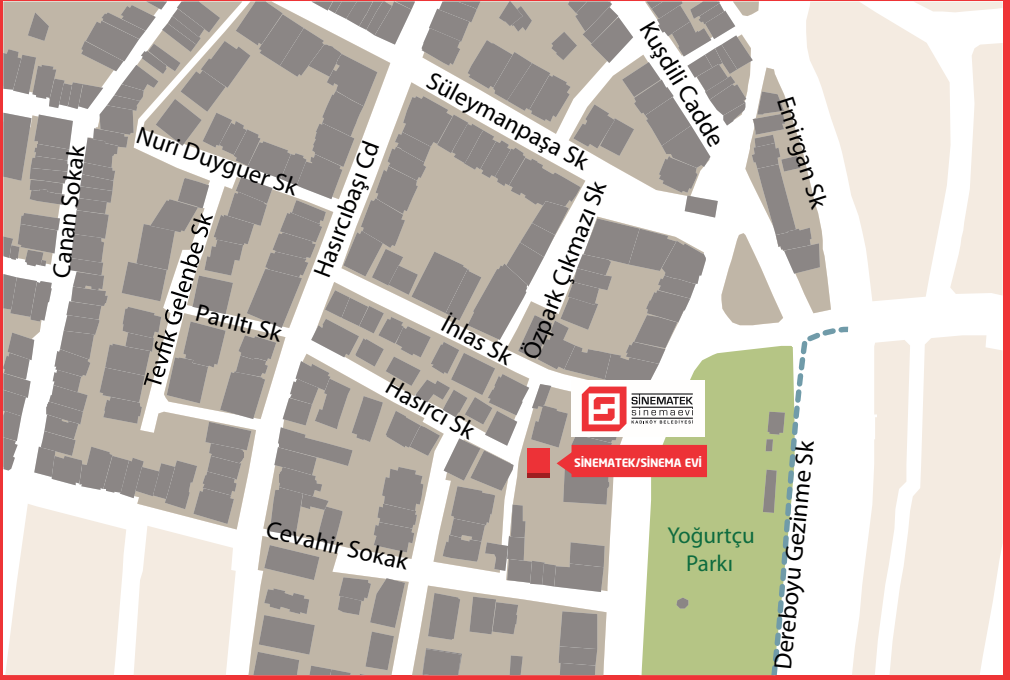 Kuşdili Cadde
Süleymanpaşa Sk
Emirgan Sk
Nuri Duyguer Sk
Hasırcıbaşı Cd
Canan Sokak
Tevfik Gelenbe Sk
Özpark Çıkmazı Sk
Parıltı Sk
İhlas Sk
Hasırcı Sk
SİNEMATEK
sinemaevi
KADIKÖY BELEDİYESİ
SİNEMATEK/SİNEMA EVİ
Cevahir Sokak
Yoğurtçu
Parkı
Dereboyu Gezinme Sk